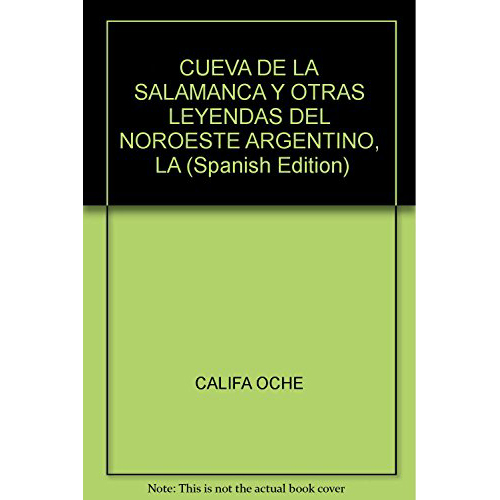 CUEVA DE LA
SALAMANCA Y OTRAS
LEYENDAS DEL
NOROESTE ARGENTINO,
LA (Spanish Edition)
CALIFA OCHE
Note: This is not the actual book cover